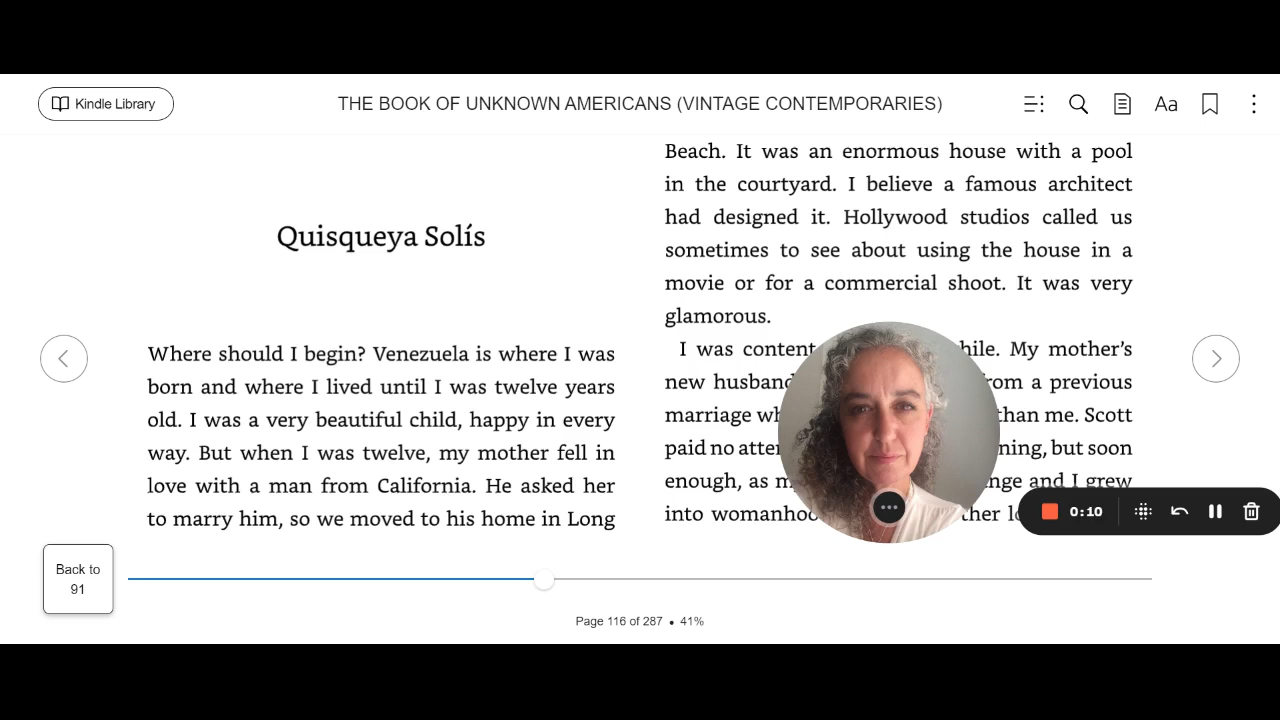 Kindle Library
THE BOOK OF UNKNOWN AMERICANS (VINTAGE CONTEMPORARIES)
Aa
Quisqueya Solís
Where should I begin? Venezuela is where I was
born and where I lived until I was twelve years
old. I was a very beautiful child, happy in every
way. But when I was twelve, my mother fell in
love with a man from California. He asked her
to marry him, so we moved to his home in Long
Beach. It was an enormous house with a pool
in the courtyard. I believe a famous architect
had designed it. Hollywood studios called us
sometimes to see about using the house in a
movie or for a commercial shoot. It was very
glamorous.
I was content hile. My mother's
new husband rom a previous
marriage wh than me. Scott
paid no atte ning, but soon
enough, as m nge and I grew
into womanhoo ther lo
0:10
Back to
91
Page 116 of 287 • 41%